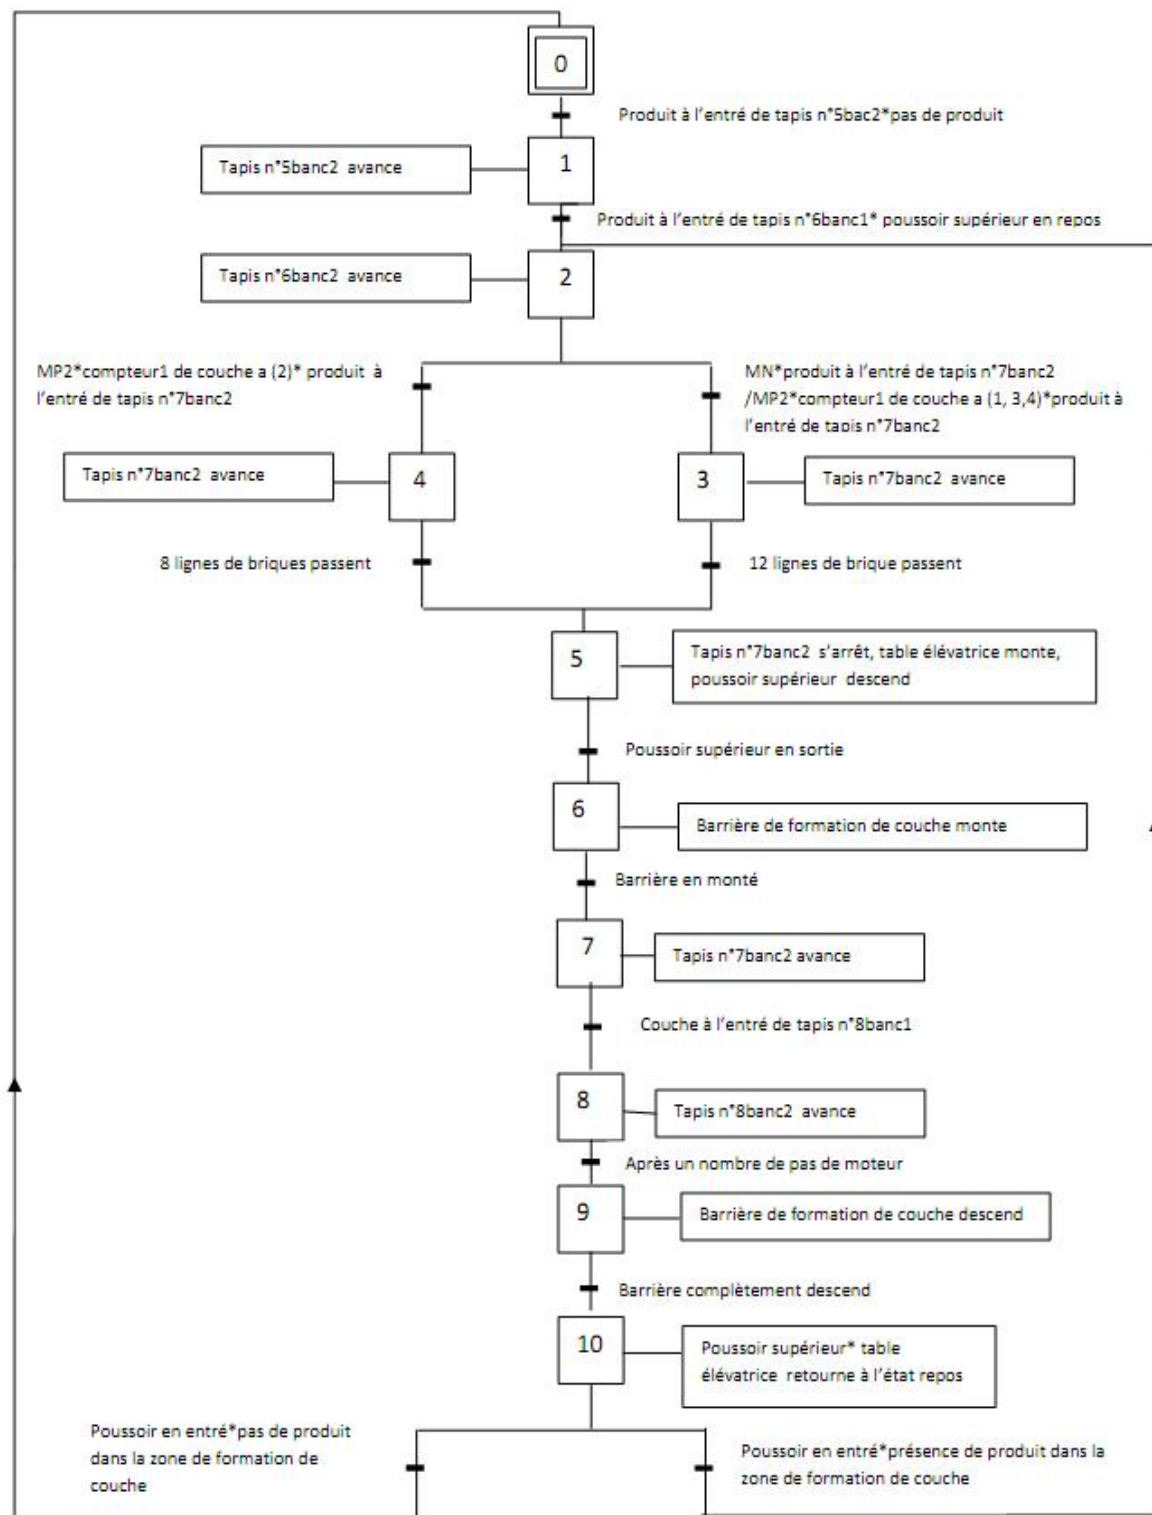 0
Produit à l'entré de tapis n°5bac2*pas de produit
Tapis n°5banc2 avance
1
Produit à l'entré de tapis n°6banc1* poussoir supérieur en repos
Tapis n°6banc2 avance
2
MP2*compteur1 de couche a (2)* produit à
l'entré de tapis n°7banc2
MN*produit à l'entré de tapis n°7banc2
/MP2*compteur1 de couche a (1, 3,4)*produit à
l'entré de tapis n°7banc2
Tapis n°7banc2 avance
4
3
Tapis n°7banc2 avance
8 lignes de briques passent
12 lignes de brique passent
5
Tapis n°7banc2 s'arrêt, table élévatrice monte,
poussoir supérieur descend
Poussoir supérieur en sortie
6
Barrière de formation de couche monte
Barrière en monté
7
Tapis n°7banc2 avance
Couche à l'entré de tapis n°8banc1
8
Tapis n°8banc2 avance
Après un nombre de pas de moteur
9
Barrière de formation de couche descend
Barrière complètement descend
10
Poussoir supérieur* table
élévatrice retourne à l'état repos
Poussoir en entré*pas de produit
dans la zone de formation de
couche
Poussoir en entré*présence de produit dans la
zone de formation de couche